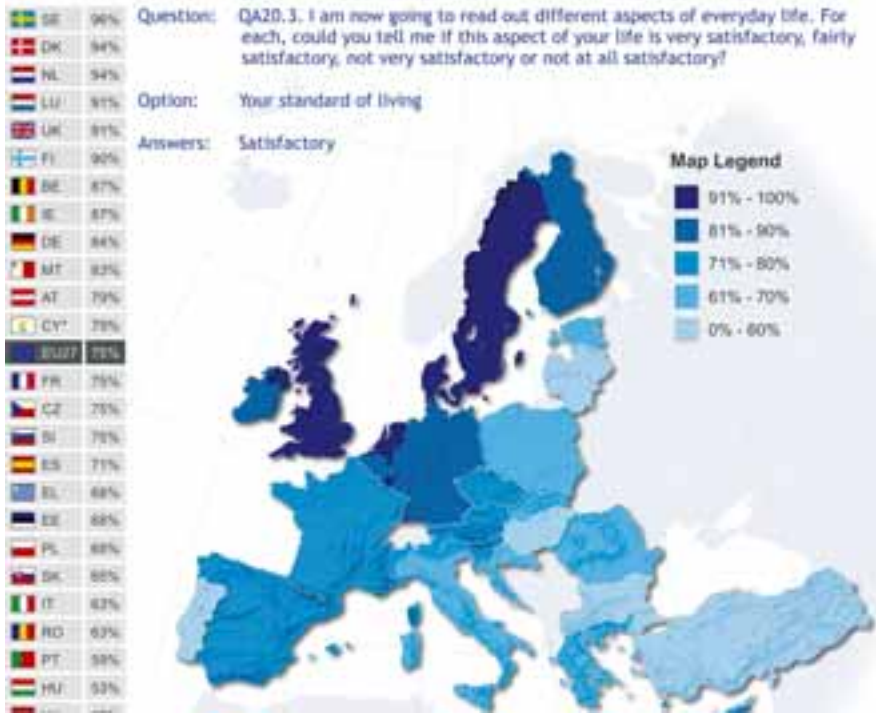 SE 96%
DK 94%
NL 94%
LU 91%
UK 91%
FI 90%
BE 87%
IE 87%
DE 84%
MT 83%
AT 79%
CY* 79%
EU27 75%
FR 75%
CZ 75%
SI 75%
ES 71%
EL 68%
EE 68%
PL 68%
SK 66%
IT 63%
RO 63%
PT 59%
HU 53%
Question: QA20.3. I am now going to read out different aspects of everyday life. For
each, could you tell me if this aspect of your life is very satisfactory, fairly
satisfactory, not very satisfactory or not at all satisfactory?
Option: Your standard of living
Answers: Satisfactory
Map Legend
91% - 100%
81% - 90%
71% - 80%
61% - 70%
0% - 60%